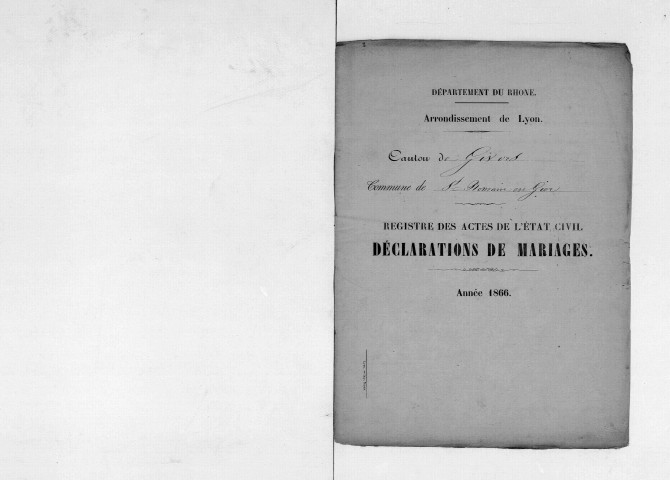 DÉPARTEMENT DU RHONE.
Arrondissement de Lyon.
Canton de Givors
Commune de St Romain en Gier
REGISTRE DES ACTES DE L'ÉTAT CIVIL
DÉCLARATIONS DE MARIAGES.
Année 1866.